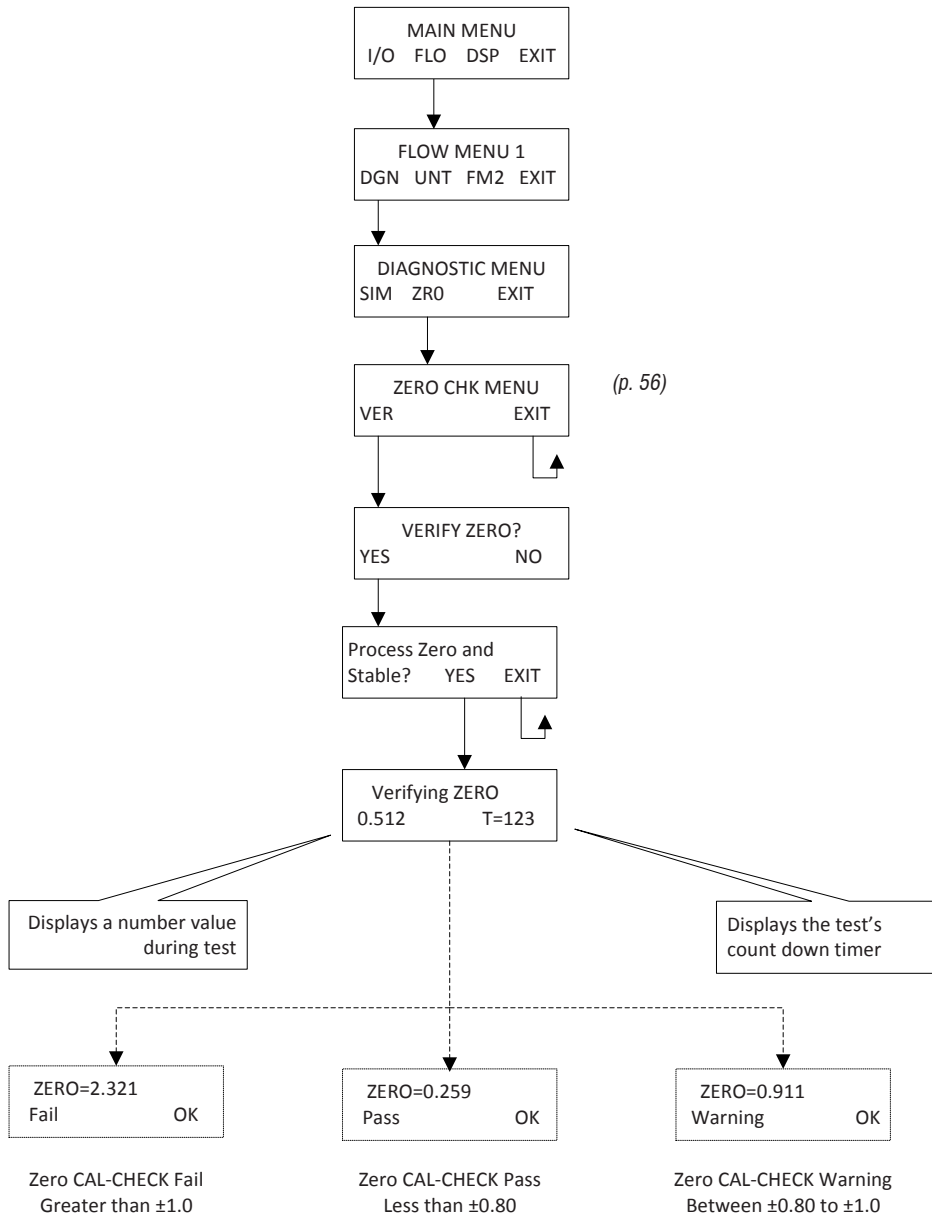 MAIN MENU
I/O FLO DSP EXIT
FLOW MENU 1
DGN UNT FM2 EXIT
DIAGNOSTIC MENU
SIM ZR0 EXIT
ZERO CHK MENU
VER EXIT
(p. 56)
VERIFY ZERO?
YES NO
Process Zero and
Stable? YES EXIT
Verifying ZERO
0.512 T=123
Displays a number value
during test
Displays the test's
count down timer
ZERO=2.321
Fail OK
Zero CAL-CHECK Fail
Greater than ±1.0
ZERO=0.259
Pass OK
Zero CAL-CHECK Pass
Less than ±0.80
ZERO=0.911
Warning OK
Zero CAL-CHECK Warning
Between ±0.80 to ±1.0